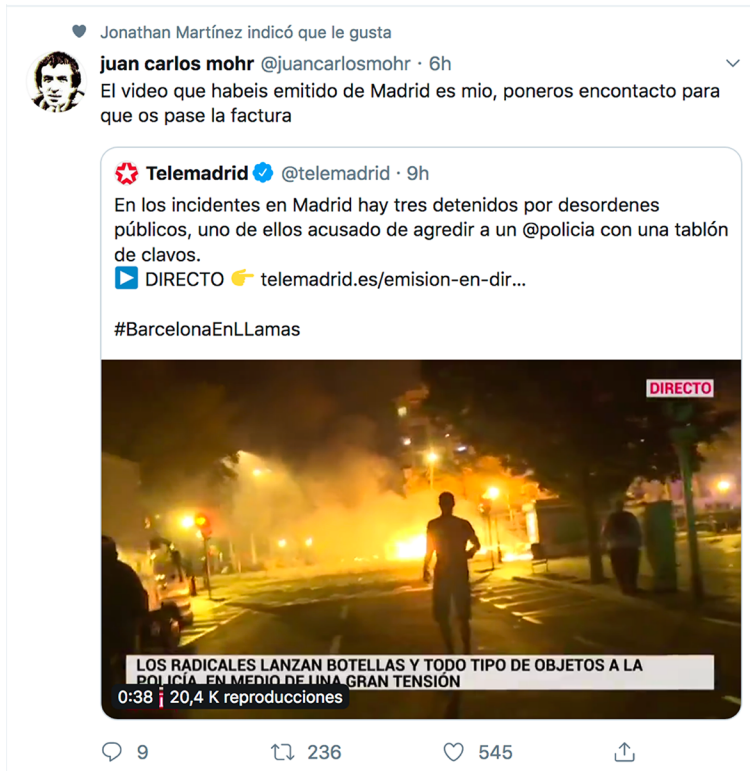 Jonathan Martínez indicó que le gusta
juan carlos mohr @juancarlosmohr · 6h
El video que habeis emitido de Madrid es mio, poneros encontacto para
que os pase la factura
Telemadrid @telemadrid · 9h
En los incidentes en Madrid hay tres detenidos por desordenes
públicos, uno de ellos acusado de agredir a un @policia con una tablón
de clavos.
DIRECTO telemadrid.es/emision-en-dir...
#BarcelonaEnLLamas
DIRECTO
LOS RADICALES LANZAN BOTELLAS Y TODO TIPO DE OBJETOS A LA
POLICÍA, EN MEDIO DE UNA GRAN TENSIÓN
0:38 20,4 K reproducciones
9 236 545